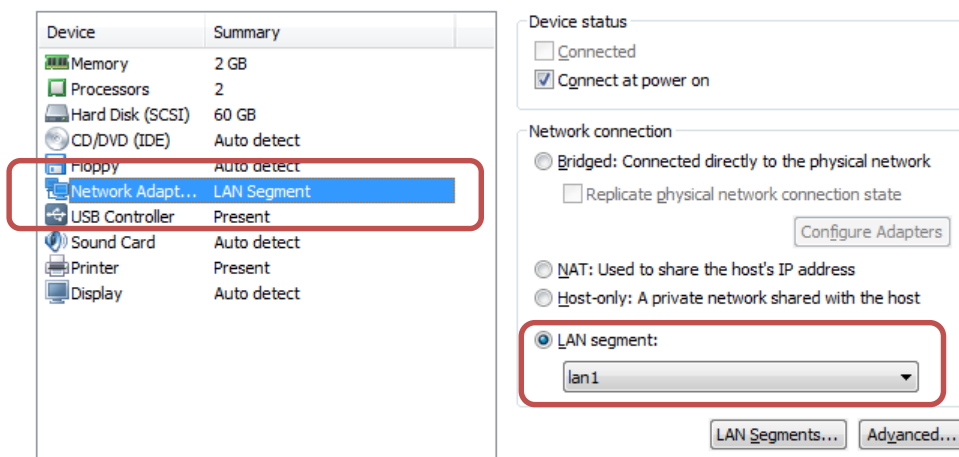 Device Summary
Memory 2 GB
Processors 2
Hard Disk (SCSI) 60 GB
CD/DVD (IDE) Auto detect
Floppy Auto detect
Network Adapt... LAN Segment
USB Controller Present
Sound Card Auto detect
Printer Present
Display Auto detect
Device status
Connected
Connect at power on
Network connection
Bridged: Connected directly to the physical network
Replicate physical network connection state
Configure Adapters
NAT: Used to share the host's IP address
Host-only: A private network shared with the host
LAN segment:
lan1
LAN Segments... Advanced...